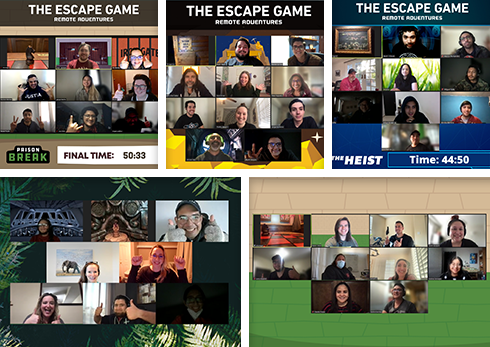 THE ESCAPE GAME
REMOTE ADVENTURES
PRISON
BREAK
FINAL TIME: 50:33
THE ESCAPE GAME
REMOTE ADVENTURES
THE ESCAPE GAME
REMOTE ADVENTURES
THE HEIST
Time: 44:50